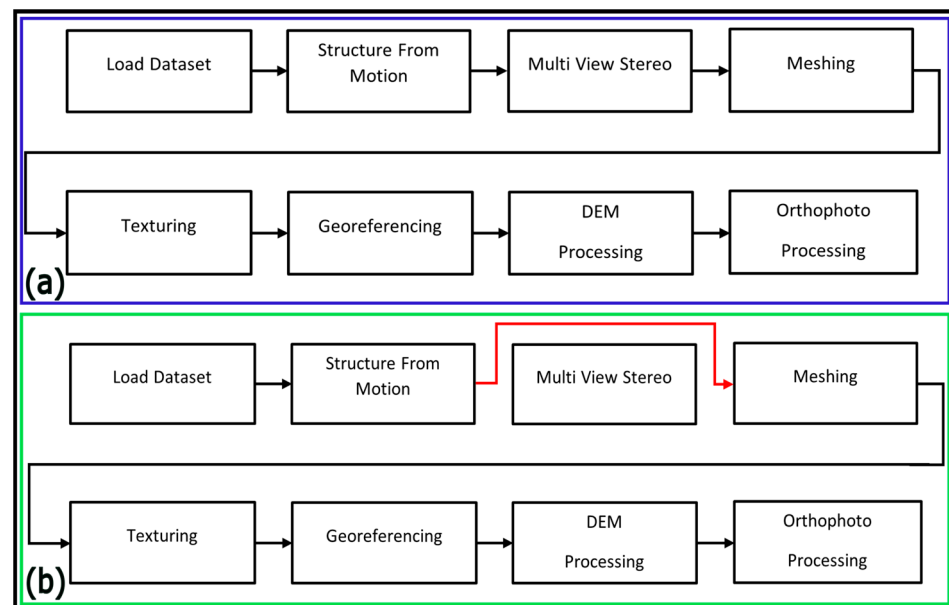 Load Dataset
Structure From
Motion
Multi View Stereo
Meshing
Texturing
Georeferencing
DEM
Processing
Orthophoto
Processing
(a)
Load Dataset
Structure From
Motion
Multi View Stereo
Meshing
Texturing
Georeferencing
DEM
Processing
Orthophoto
Processing
(b)